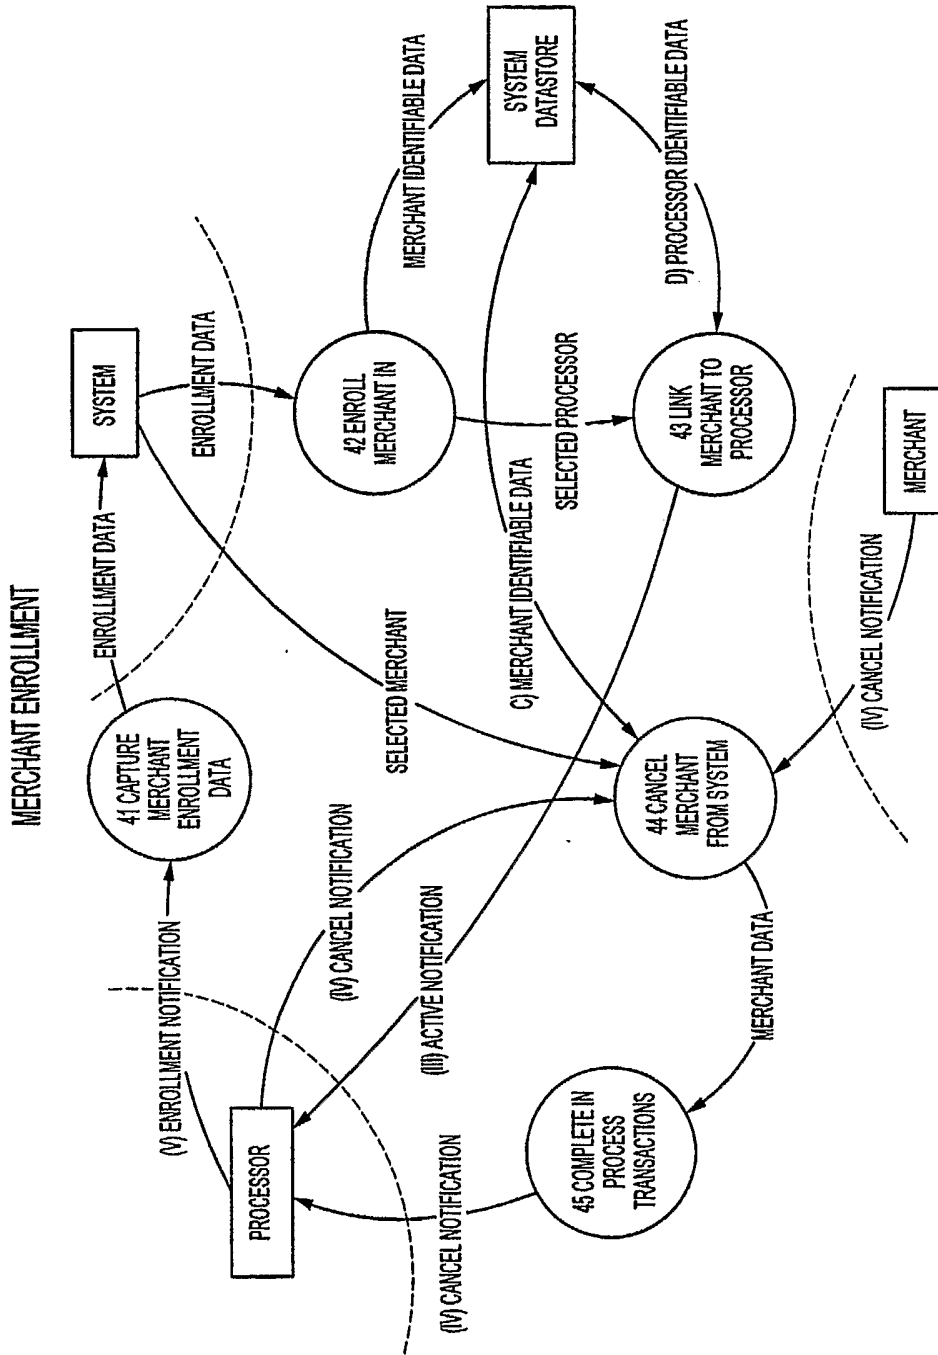 MERCHANT ENROLLMENT
(V) ENROLLMENT NOTIFICATION
41 CAPTURE
MERCHANT
ENROLLMENT
DATA
ENROLLMENT DATA
SYSTEM
ENROLLMENT DATA
PROCESSOR
(IV) CANCEL NOTIFICATION
SELECTED MERCHANT
42 ENROLL
MERCHANT IN
MERCHANT IDENTIFIABLE DATA
(III) ACTIVE NOTIFICATION
C) MERCHANT IDENTIFIABLE DATA
SELECTED PROCESSOR
SYSTEM
DATASTORE
(IV) CANCEL NOTIFICATION
45 COMPLETE IN
PROCESS
TRANSACTIONS
44 CANCEL
MERCHANT
FROM SYSTEM
43 LINK
MERCHANT TO
PROCESSOR
D) PROCESSOR IDENTIFIABLE DATA
MERCHANT DATA
(IV) CANCEL NOTIFICATION
MERCHANT